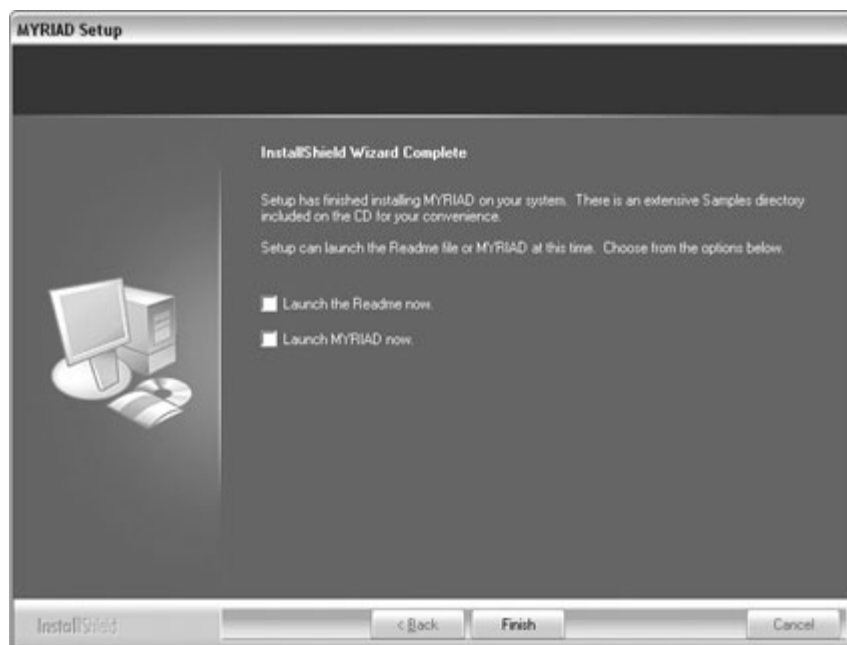 MYRIAD Setup
InstallShield Wizard Complete
Setup has finished installing MYRIAD on your system. There is an extensive Samples directory
included on the CD for your convenience.
Setup can launch the Readme file or MYRIAD at this time. Choose from the options below.
Launch the Readme now.
Launch MYRIAD now.
InstallShield
< Back
Finish
Cancel